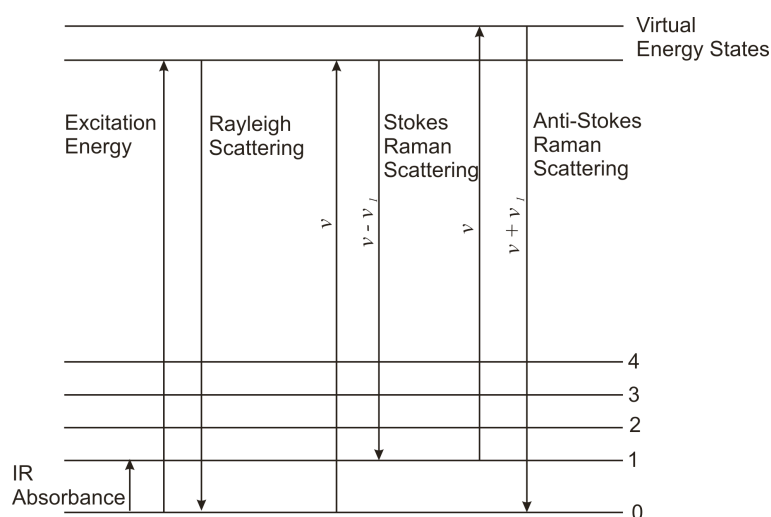 Virtual
Energy States
Excitation
Energy
Rayleigh
Scattering
Stokes
Raman
Scattering
Anti-Stokes
Raman
Scattering
ν
ν - ν₁
ν
ν + ν₁
4
3
2
1
0
IR
Absorbance